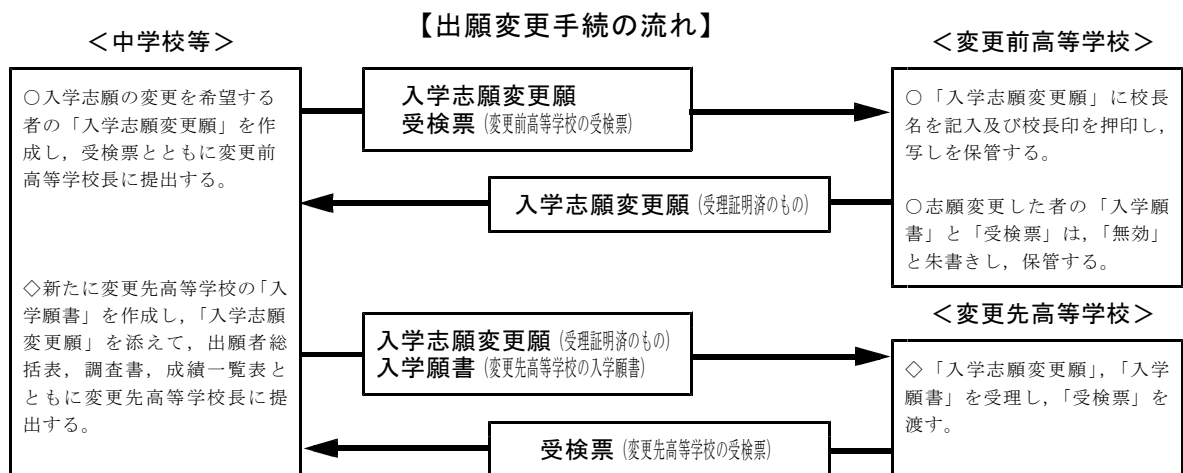 【出願変更手続の流れ】
＜中学校等＞
○入学志願の変更を希望する
者の「入学志願変更願」を作
成し，受検票とともに変更前
高等学校長に提出する。
◇新たに変更先高等学校の「入
学願書」を作成し，「入学志願
変更願」を添えて，出願者総
括表，調査書，成績一覧表と
ともに変更先高等学校長に提
出する。
入学志願変更願
受検票 (変更前高等学校の受検票)
入学志願変更願 (受理証明済のもの)
入学志願変更願 (受理証明済のもの)
入学願書 (変更先高等学校の入学願書)
受検票 (変更先高等学校の受検票)
＜変更前高等学校＞
○「入学志願変更願」に校長
名を記入及び校長印を押印し，
写しを保管する。
○志願変更した者の「入学願
書」と「受検票」は，「無効」
と朱書きし，保管する。
＜変更先高等学校＞
◇「入学志願変更願」，「入学
願書」を受理し，「受検票」を
渡す。